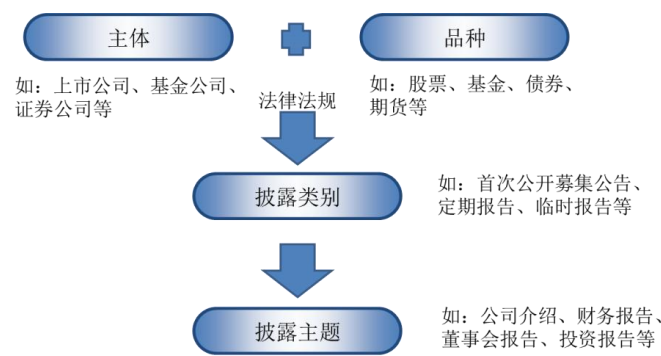 主体
品种
如：上市公司、基金公司、
证券公司等
如：股票、基金、债券、
期货等
法律法规
披露类别
如：首次公开募集公告、
定期报告、临时报告等
披露主题
如：公司介绍、财务报告、
董事会报告、投资报告等